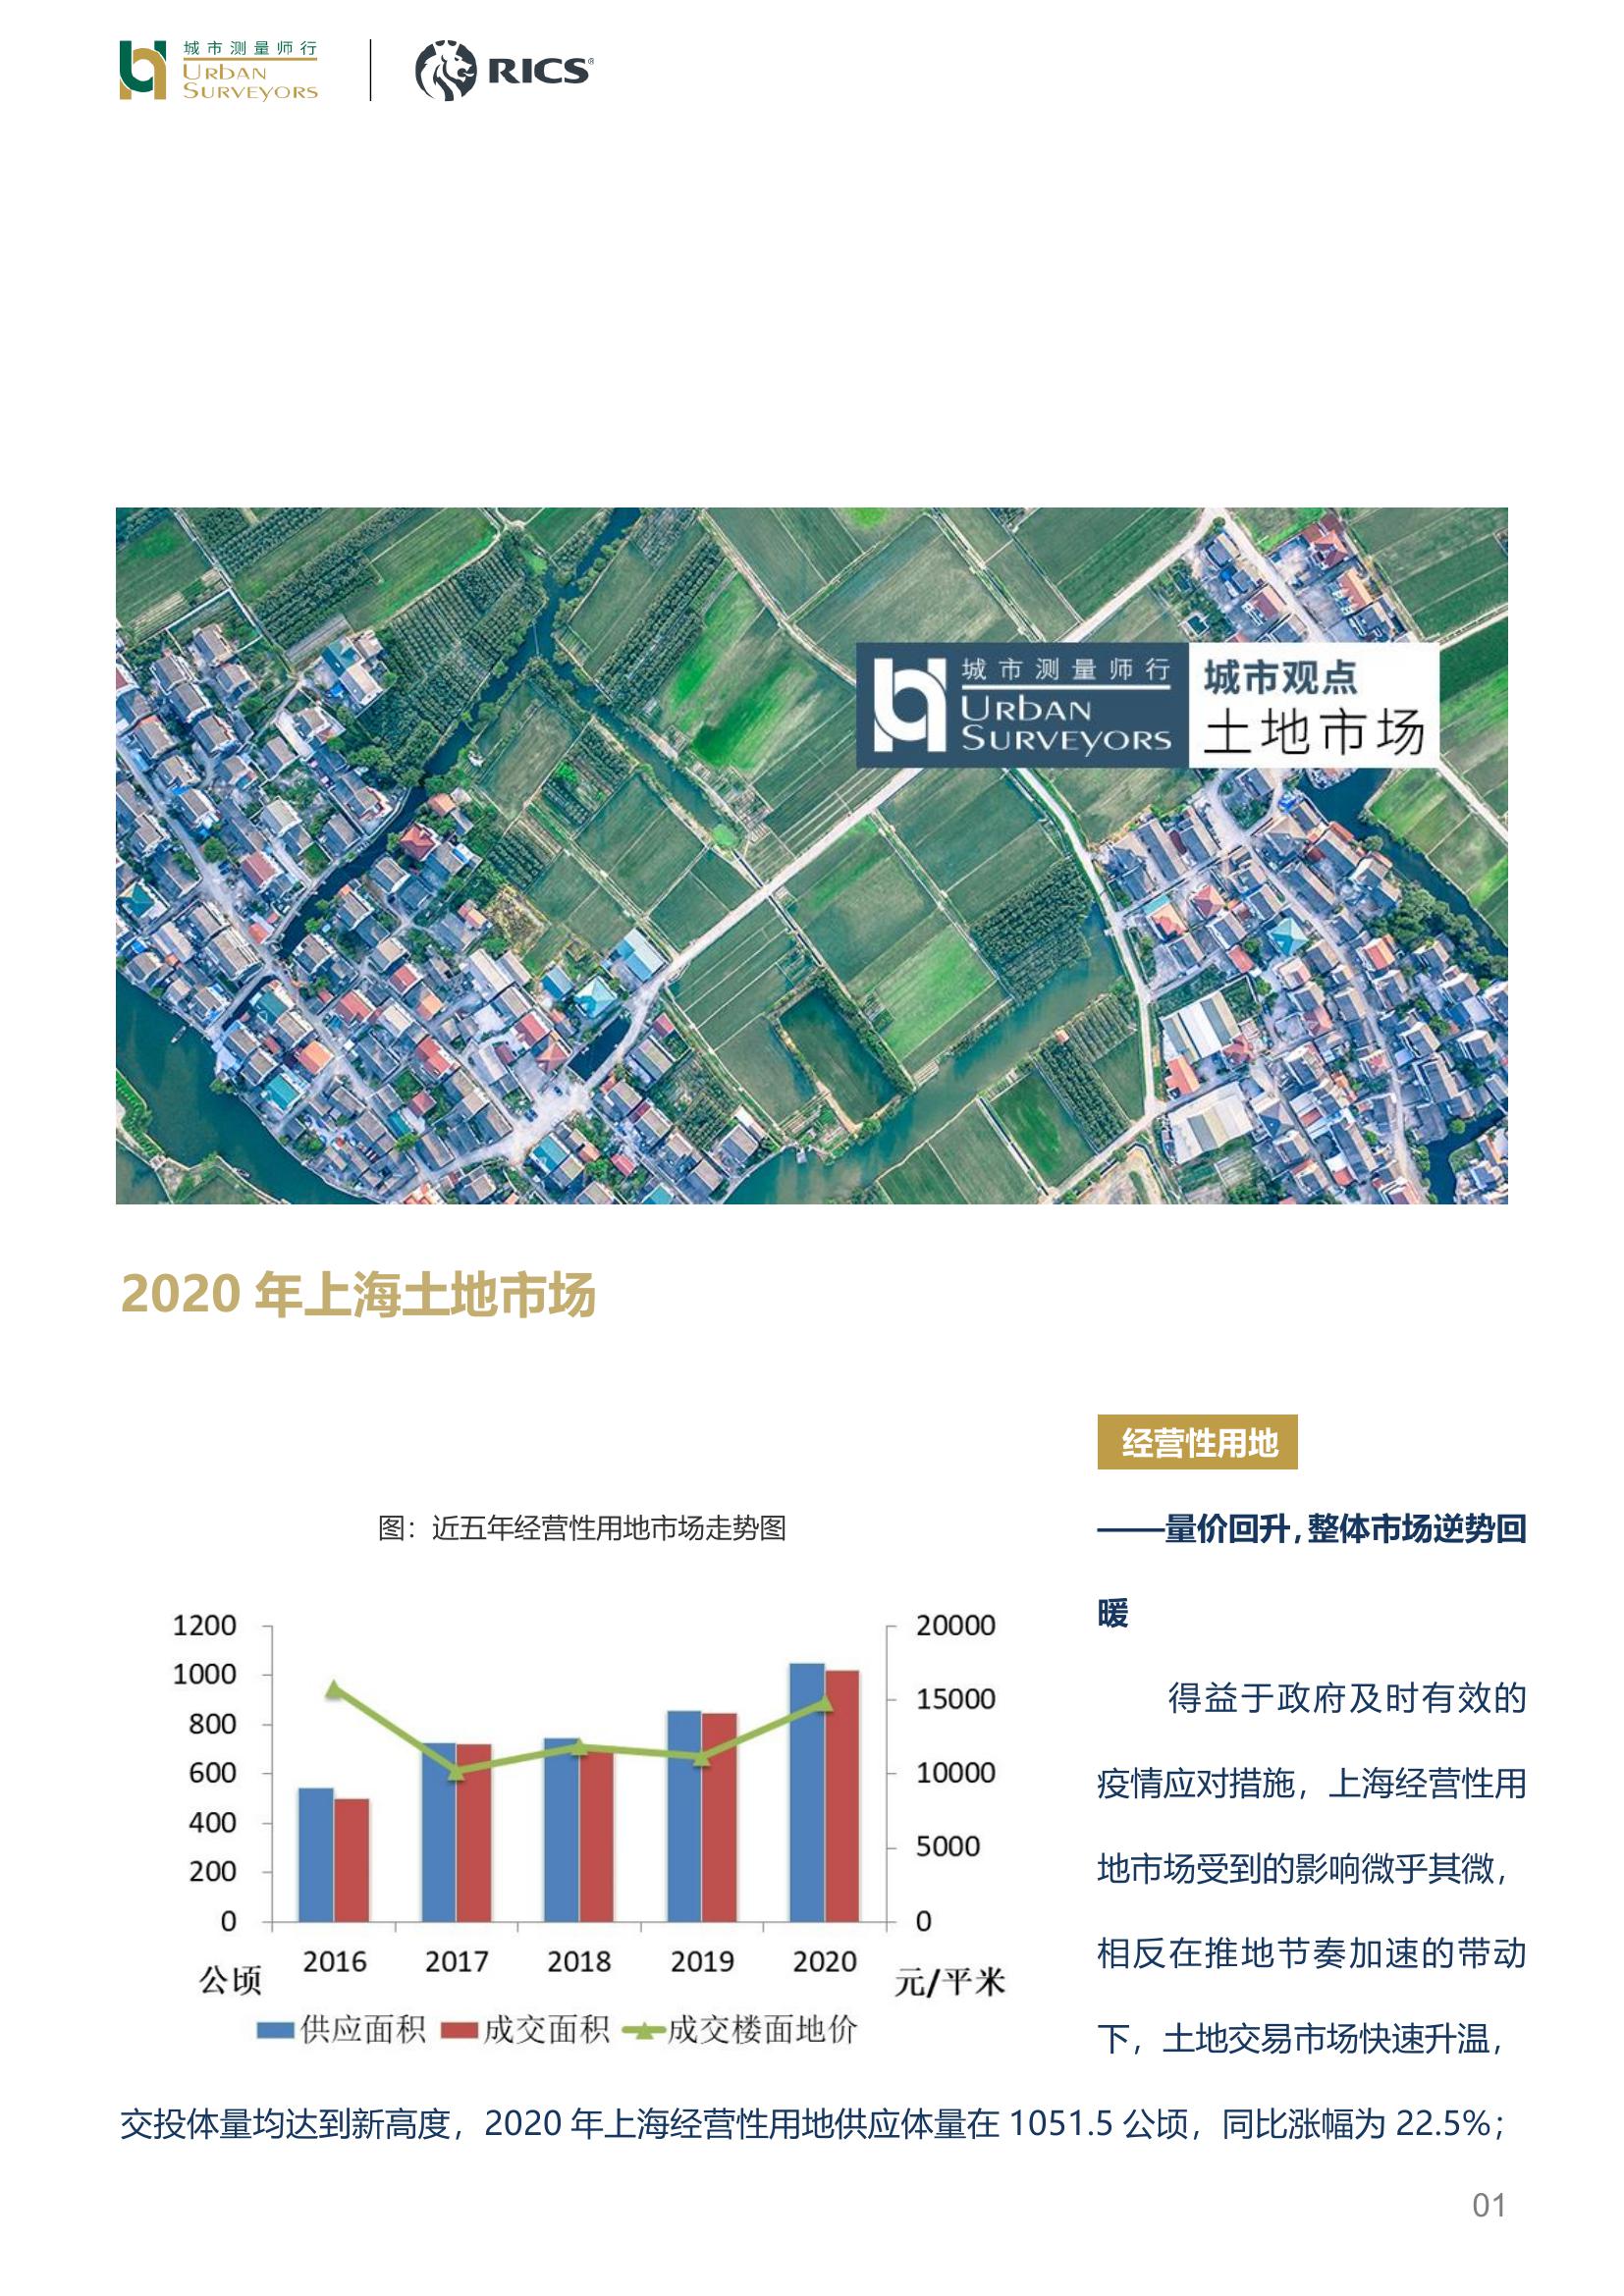 城市测量师行
URBAN
SURVEYORS
RICS®
城市测量师行
URBAN
SURVEYORS
城市观点
土地市场
2020 年上海土地市场
经营性用地
——量价回升，整体市场逆势回
暖
图：近五年经营性用地市场走势图
1200
1000
800
600
400
200
0
20000
15000
10000
5000
0
公顷
2016 2017 2018 2019 2020
元/平米
供应面积 成交面积 成交楼面地价
得益于政府及时有效的
疫情应对措施，上海经营性用
地市场受到的影响微乎其微，
相反在推地节奏加速的带动
下，土地交易市场快速升温，
交投体量均达到新高度，2020 年上海经营性用地供应体量在 1051.5 公顷，同比涨幅为 22.5%；
01